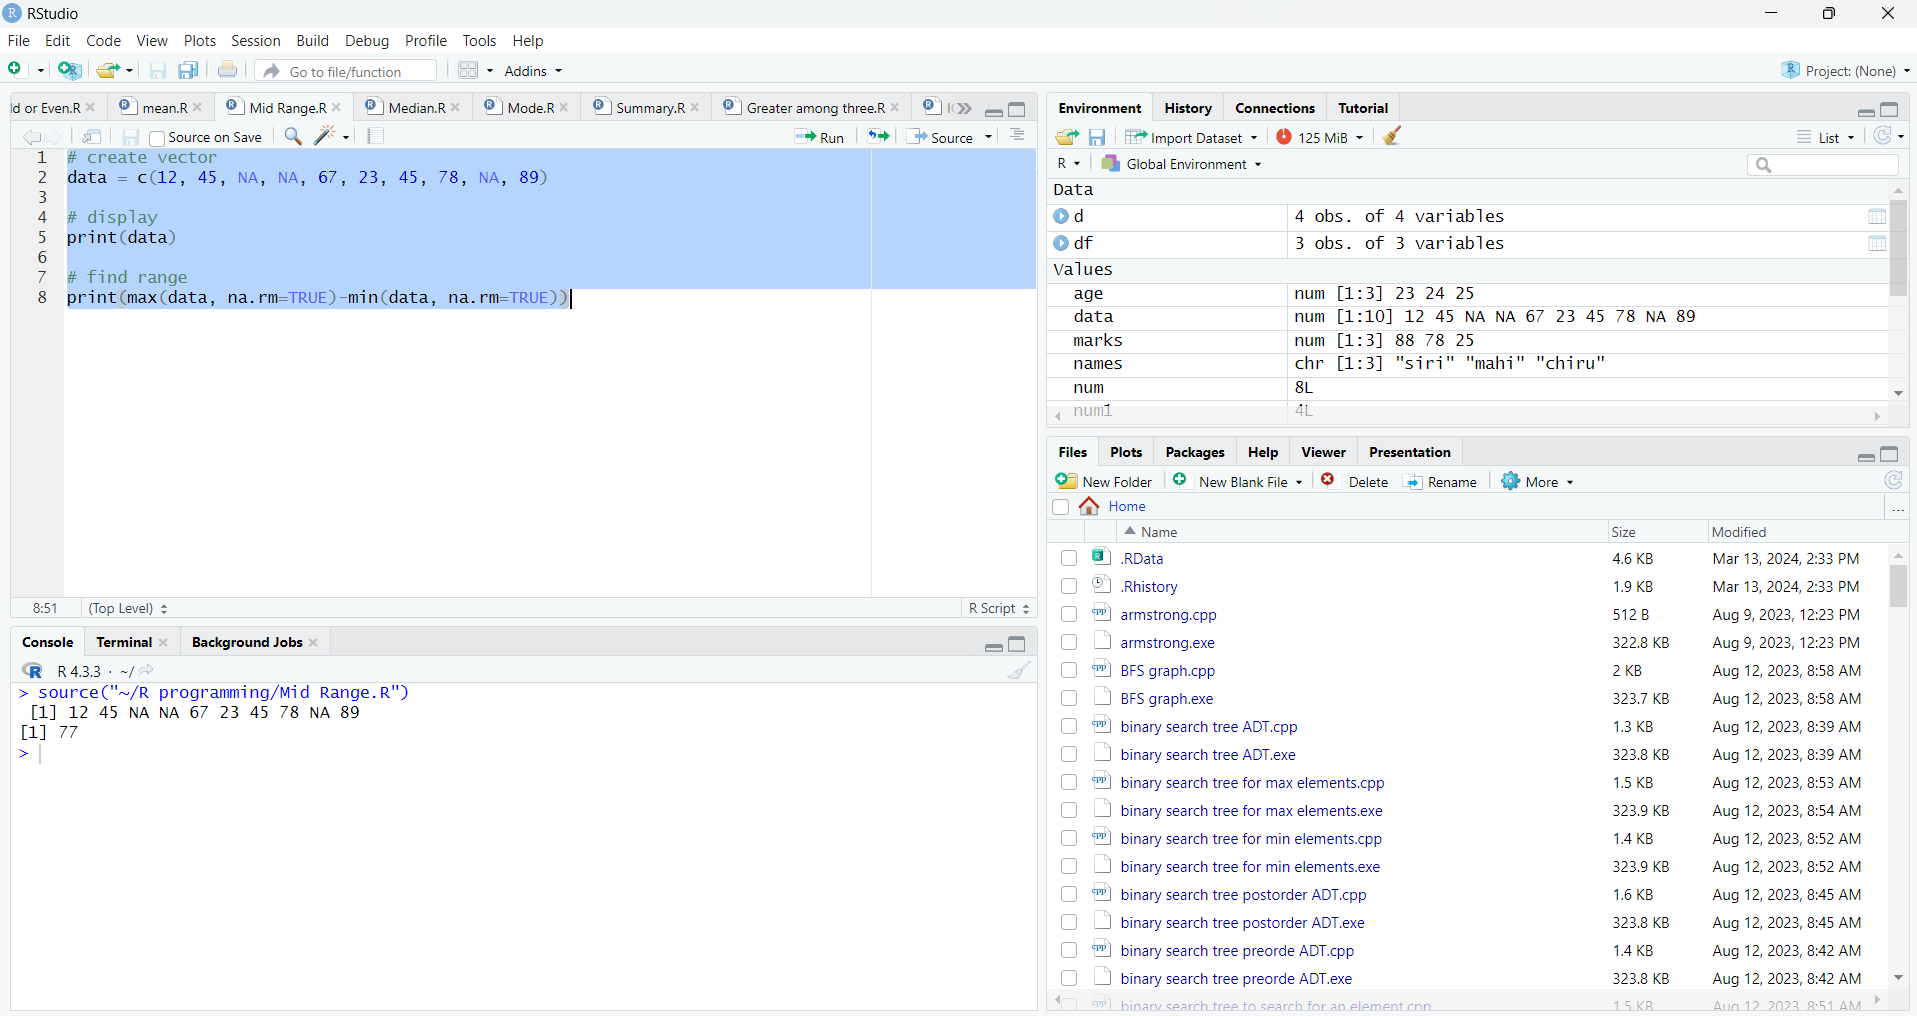 RStudio
File Edit Code View Plots Session Build Debug Profile Tools Help
Go to file/function Addins Project: (None)
ld or Even.R mean.R Mid Range.R Median.R Mode.R Summary.R Greater among three.R
Source on Save Run Source
1 # create vector
2 data = c(12, 45, NA, NA, 67, 23, 45, 78, NA, 89)
3
4 # display
5 print(data)
6
7 # find range
8 print(max(data, na.rm=TRUE)-min(data, na.rm=TRUE))
8:51 (Top Level) R Script
Console Terminal Background Jobs
R 4.3.3 · ~/
> source("~/R programming/Mid Range.R")
[1] 12 45 NA NA 67 23 45 78 NA 89
[1] 77
>
Environment History Connections Tutorial
Import Dataset 125 MiB List
R Global Environment
Data
d 4 obs. of 4 variables
df 3 obs. of 3 variables
Values
age num [1:3] 23 24 25
data num [1:10] 12 45 NA NA 67 23 45 78 NA 89
marks num [1:3] 88 78 25
names chr [1:3] "siri" "mahi" "chiru"
num 8L
num1 4L
Files Plots Packages Help Viewer Presentation
New Folder New Blank File Delete Rename More
Home ...
Name Size Modified
.RData 4.6 KB Mar 13, 2024, 2:33 PM
.Rhistory 1.9 KB Mar 13, 2024, 2:33 PM
armstrong.cpp 512 B Aug 9, 2023, 12:23 PM
armstrong.exe 322.8 KB Aug 9, 2023, 12:23 PM
BFS graph.cpp 2 KB Aug 12, 2023, 8:58 AM
BFS graph.exe 323.7 KB Aug 12, 2023, 8:58 AM
binary search tree ADT.cpp 1.3 KB Aug 12, 2023, 8:39 AM
binary search tree ADT.exe 323.8 KB Aug 12, 2023, 8:39 AM
binary search tree for max elements.cpp 1.5 KB Aug 12, 2023, 8:53 AM
binary search tree for max elements.exe 323.9 KB Aug 12, 2023, 8:54 AM
binary search tree for min elements.cpp 1.4 KB Aug 12, 2023, 8:52 AM
binary search tree for min elements.exe 323.9 KB Aug 12, 2023, 8:52 AM
binary search tree postorder ADT.cpp 1.6 KB Aug 12, 2023, 8:45 AM
binary search tree postorder ADT.exe 323.8 KB Aug 12, 2023, 8:45 AM
binary search tree preorde ADT.cpp 1.4 KB Aug 12, 2023, 8:42 AM
binary search tree preorde ADT.exe 323.8 KB Aug 12, 2023, 8:42 AM
binary search tree to search for an element.cpp 1.5 KB Aug 12, 2023, 8:51 AM